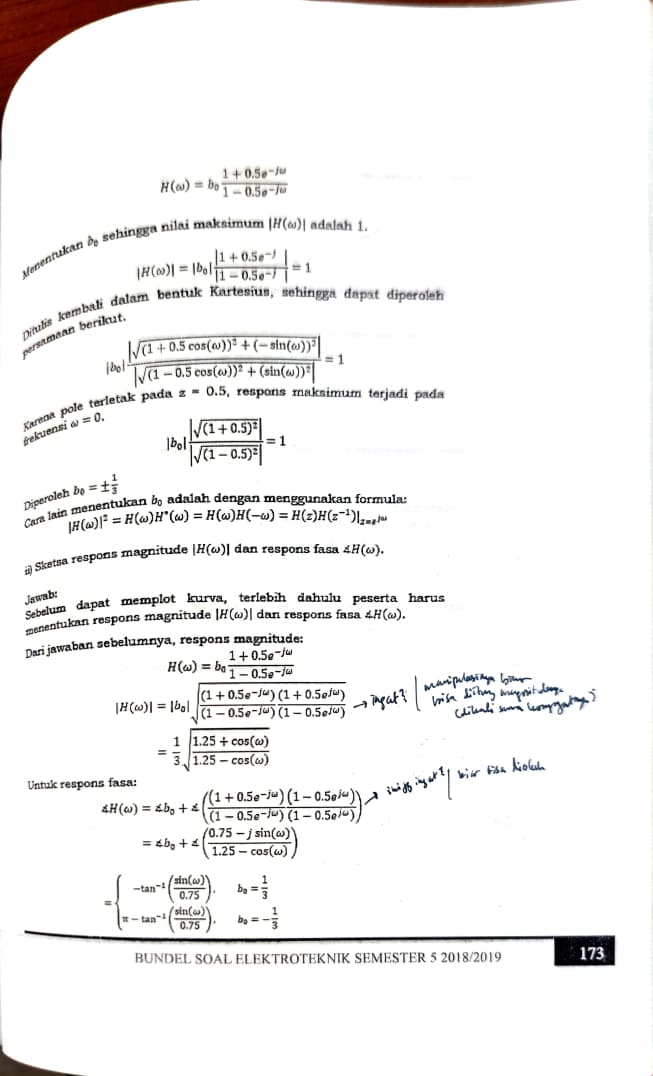 H(ω) = b₀ (1 + 0.5e^{-jω})/(1 − 0.5e^{-jω})
Menentukan b₀ sehingga nilai maksimum |H(ω)| adalah 1.
|H(ω)| = |b₀| |1 + 0.5e^{-j}|/|1 − 0.5e^{-j}| = 1
Ditulis kembali dalam bentuk Kartesius, sehingga dapat diperoleh
persamaan berikut.
|b₀| |√((1 + 0.5 cos(ω))² + (− sin(ω))²)|/|√((1 − 0.5 cos(ω))² + (sin(ω))²)| = 1
Karena pole terletak pada z = 0.5, respons maksimum terjadi pada
frekuensi ω = 0.
|b₀| |√((1 + 0.5)²)|/|√((1 − 0.5)²)| = 1
Diperoleh b₀ = ±1/3
Cara lain menentukan b₀ adalah dengan menggunakan formula:
|H(ω)|² = H(ω)H*(ω) = H(ω)H(−ω) = H(z)H(z⁻¹)|_{z=e^{jω}}
ii) Sketsa respons magnitude |H(ω)| dan respons fasa ∡H(ω).
Jawab:
Sebelum dapat memplot kurva, terlebih dahulu peserta harus
menentukan respons magnitude |H(ω)| dan respons fasa ∡H(ω).
Dari jawaban sebelumnya, respons magnitude:
H(ω) = b₀ (1 + 0.5e^{-jω})/(1 − 0.5e^{-jω})
|H(ω)| = |b₀| √((1 + 0.5e^{-jω})(1 + 0.5e^{jω})/((1 − 0.5e^{-jω})(1 − 0.5e^{jω}))) → ingat?
= 1/3 √((1.25 + cos(ω))/(1.25 − cos(ω)))
Untuk respons fasa:
∡H(ω) = ∡b₀ + ∡((1 + 0.5e^{-jω})(1 − 0.5e^{jω})/((1 − 0.5e^{-jω})(1 − 0.5e^{jω}))) → ingat? biar bisa diolah
= ∡b₀ + ∡((0.75 − j sin(ω))/(1.25 − cos(ω)))
= { −tan⁻¹(sin(ω)/0.75), b₀ = 1/3
π − tan⁻¹(sin(ω)/0.75), b₀ = −1/3
BUNDEL SOAL ELEKTROTEKNIK SEMESTER 5 2018/2019 173